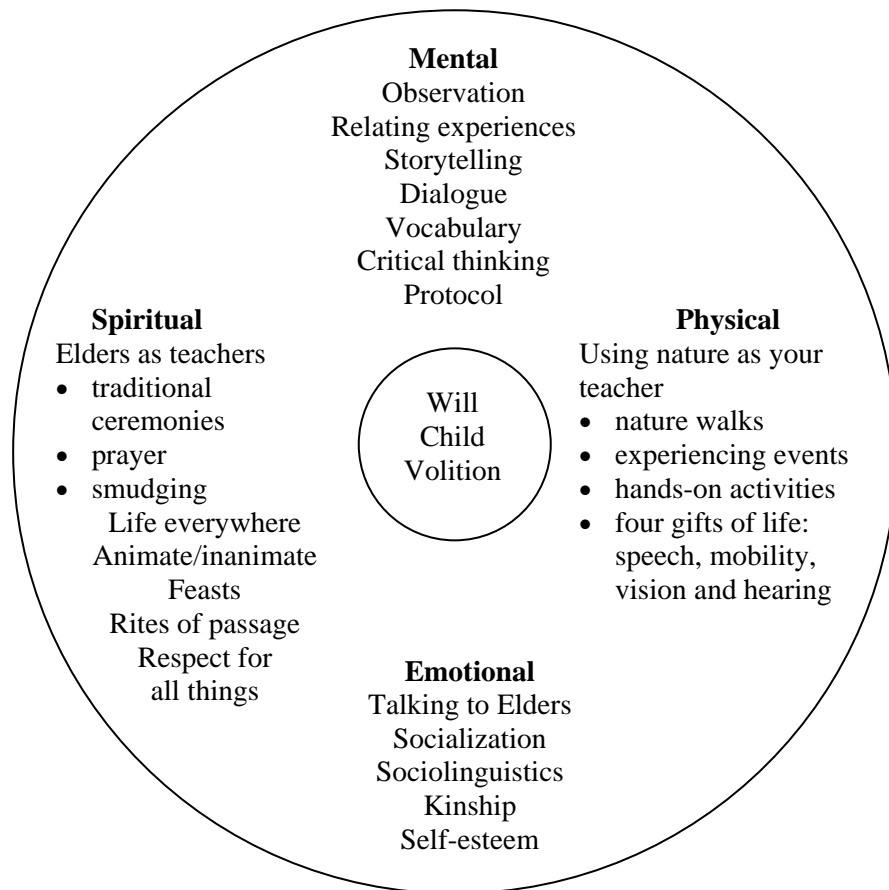 Mental
Observation
Relating experiences
Storytelling
Dialogue
Vocabulary
Critical thinking
Protocol
Spiritual
Elders as teachers
• traditional
ceremonies
• prayer
• smudging
Life everywhere
Animate/inanimate
Feasts
Rites of passage
Respect for
all things
Will
Child
Volition
Physical
Using nature as your
teacher
• nature walks
• experiencing events
• hands-on activities
• four gifts of life:
speech, mobility,
vision and hearing
Emotional
Talking to Elders
Socialization
Sociolinguistics
Kinship
Self-esteem